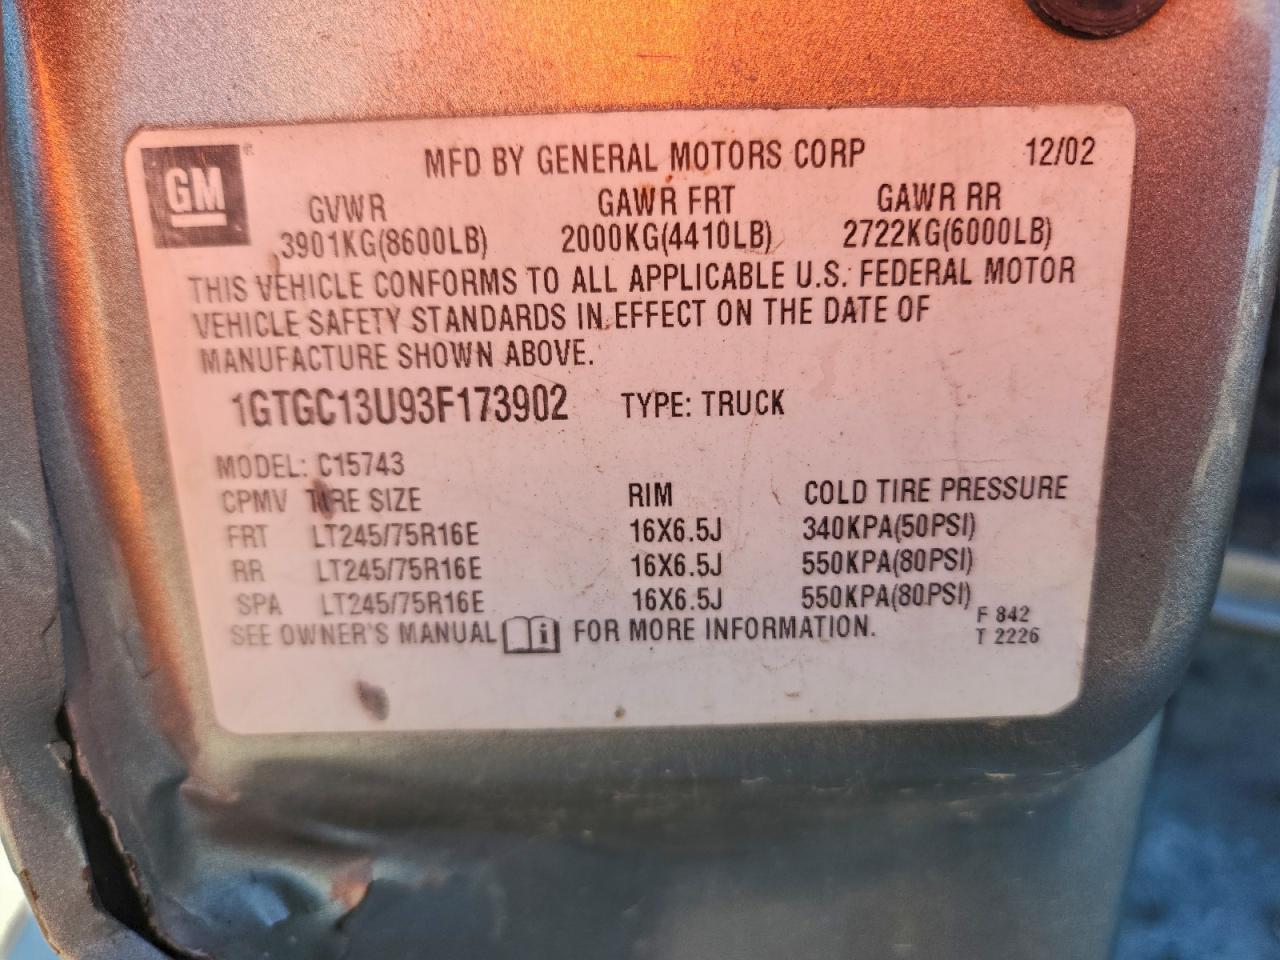 GM
MFD BY GENERAL MOTORS CORP 12/02
GVWR GAWR FRT GAWR RR
3901KG(8600LB) 2000KG(4410LB) 2722KG(6000LB)
THIS VEHICLE CONFORMS TO ALL APPLICABLE U.S. FEDERAL MOTOR
VEHICLE SAFETY STANDARDS IN EFFECT ON THE DATE OF
MANUFACTURE SHOWN ABOVE.
1GTGC13U93F173902 TYPE: TRUCK
MODEL: C15743
CPMV TIRE SIZE RIM COLD TIRE PRESSURE
FRT LT245/75R16E 16X6.5J 340KPA(50PSI)
RR LT245/75R16E 16X6.5J 550KPA(80PSI)
SPA LT245/75R16E 16X6.5J 550KPA(80PSI)
SEE OWNER'S MANUAL i FOR MORE INFORMATION.
F 842
T 2226